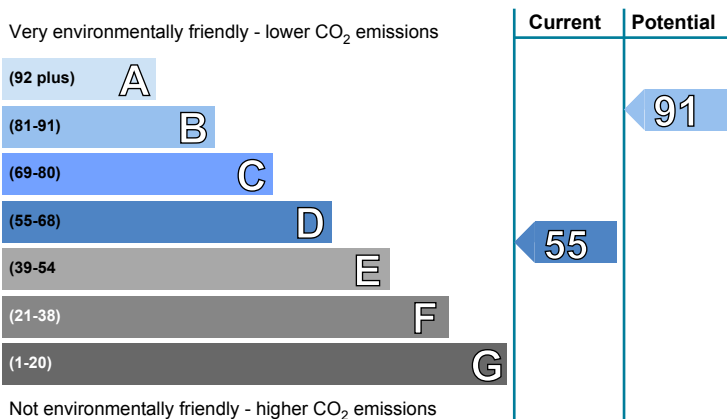 Very environmentally friendly - lower CO2 emissions
Current
Potential
(92 plus) A
(81-91) B
91
(69-80) C
(55-68) D
55
(39-54 E
(21-38) F
(1-20) G
Not environmentally friendly - higher CO2 emissions